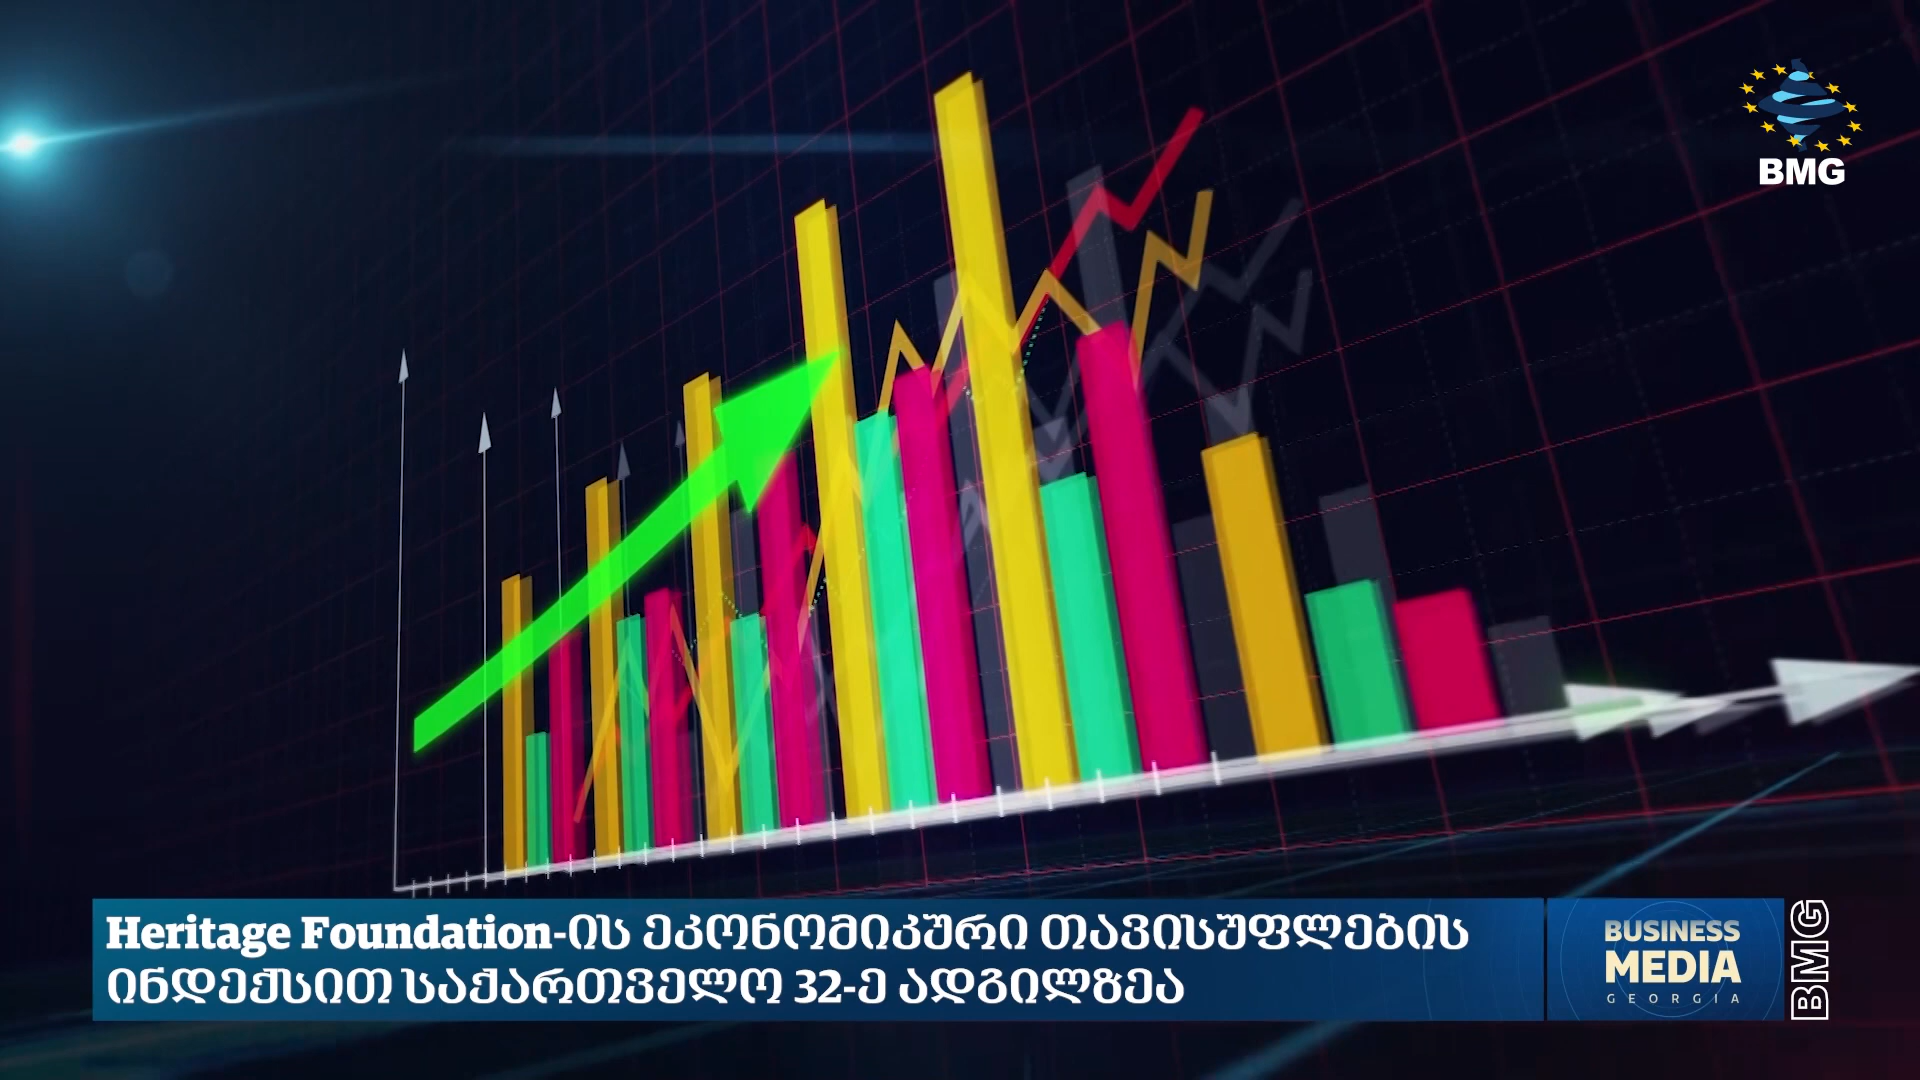 BMG
Heritage Foundation-ის ეკონომიკური თავისუფლების
ინდექსით საქართველო 32-ე ადგილზეა
BUSINESS
MEDIA
GEORGIA
BMG